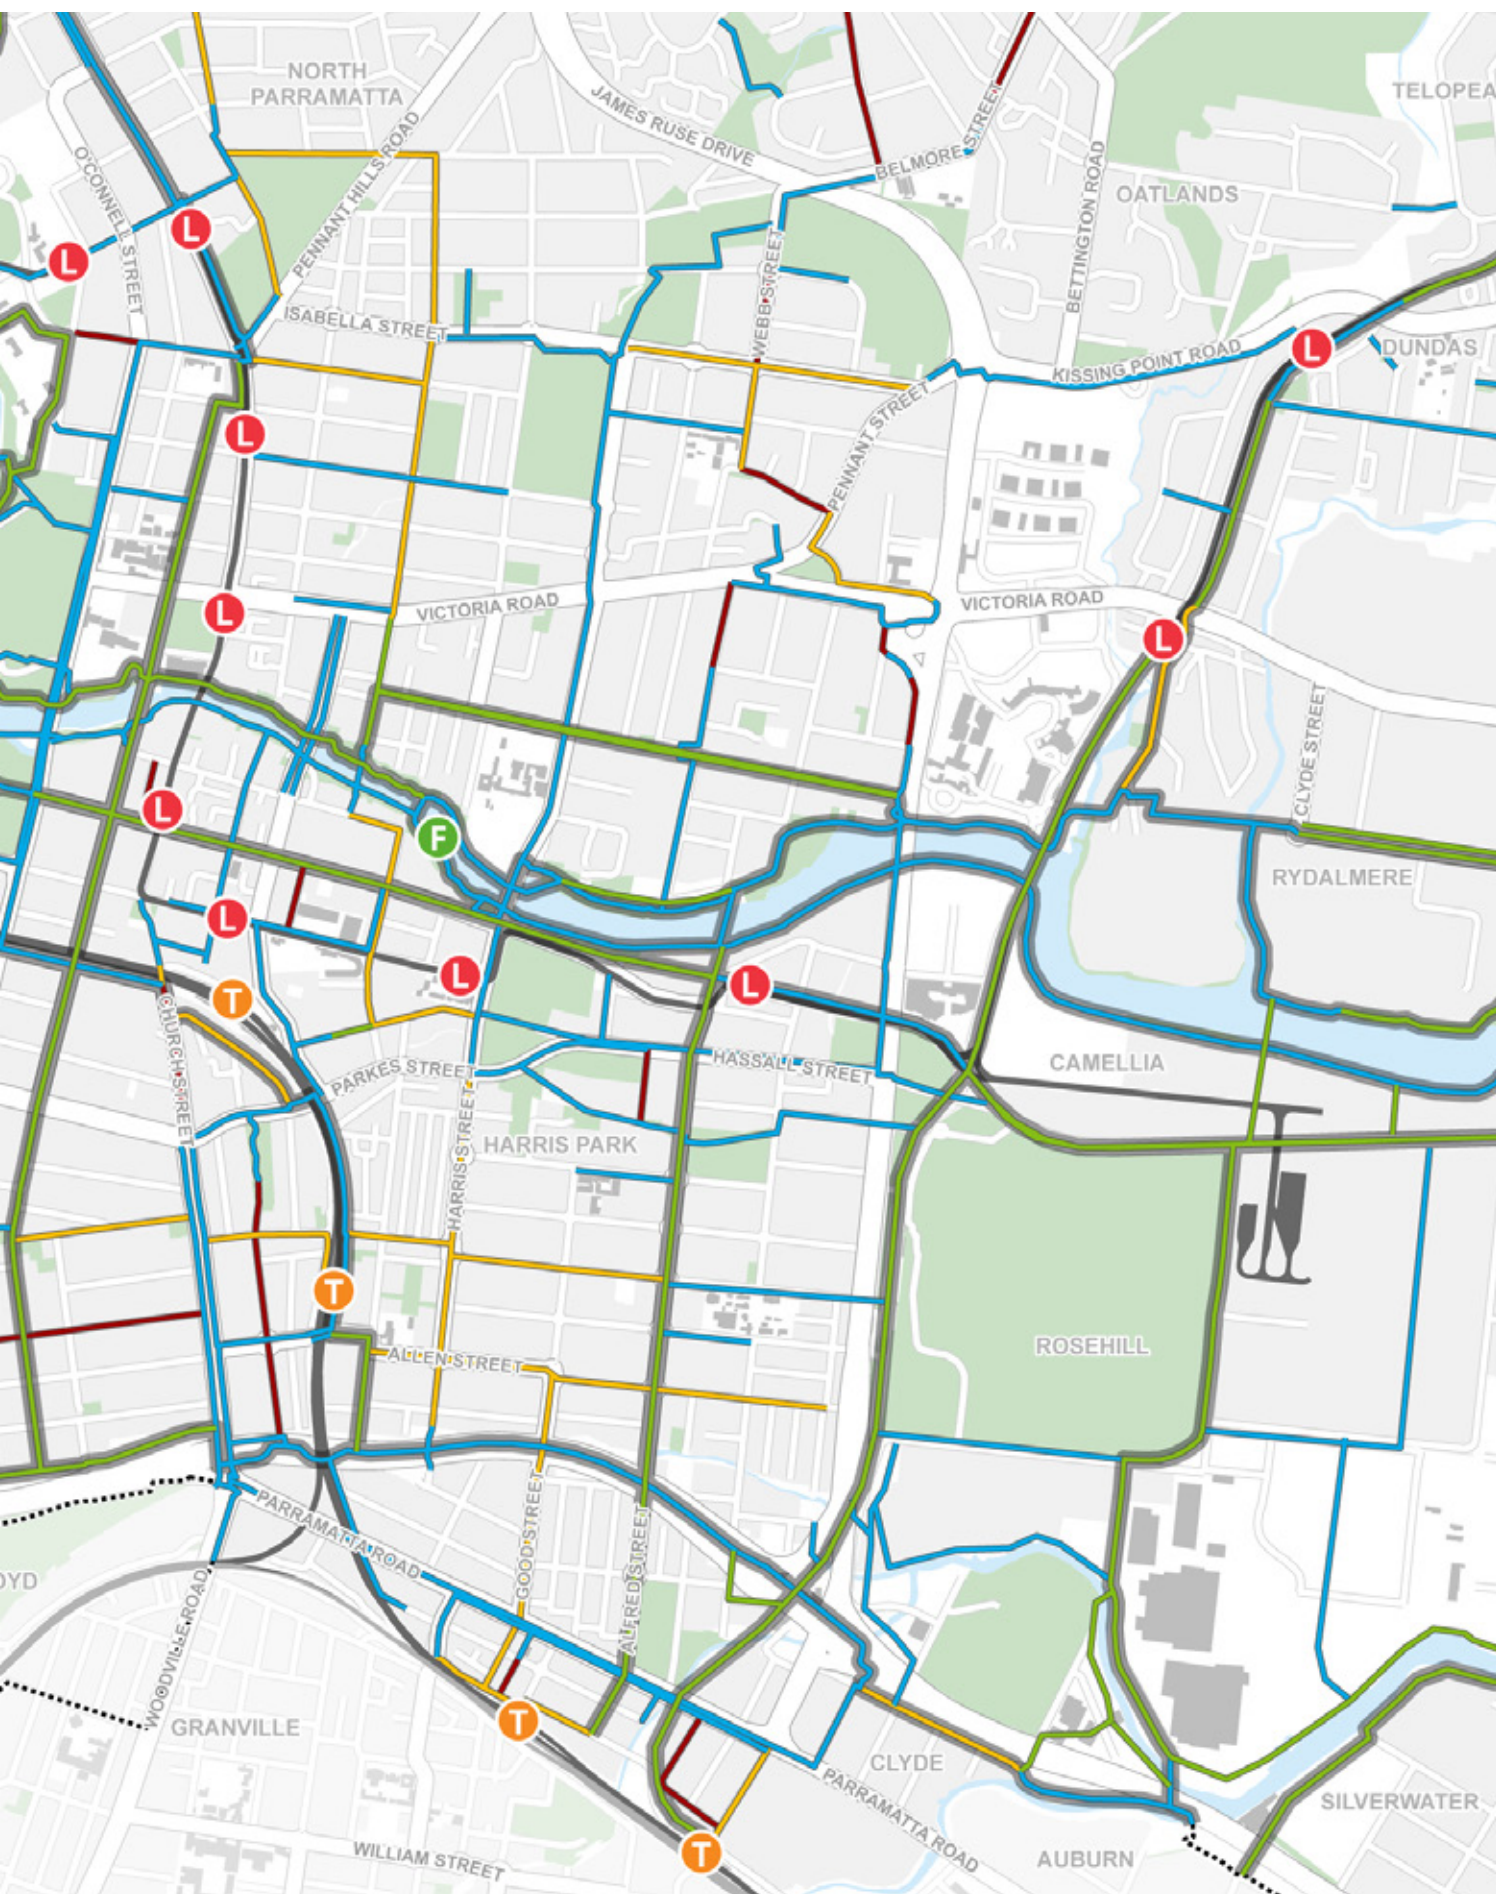 NORTH
PARRAMATTA
JAMES RUSE DRIVE
TELOPEA
BELMORE STREET
O'CONNELL STREET
PENNANT HILLS ROAD
BETTINGTON ROAD
OATLANDS
L
L
WEBB STREET
ISABELLA STREET
KISSING POINT ROAD
L
DUNDAS
L
PENNANT STREET
L
VICTORIA ROAD
VICTORIA ROAD
L
CLYDE STREET
L
F
RYDALMERE
L
L
L
T
CHURCH STREET
PARKES STREET
HASSALL STREET
CAMELLIA
HARRIS STREET
HARRIS PARK
T
ROSEHILL
ALLEN STREET
PARRAMATTA ROAD
GOOD STREET
ALFRED STREET
OYD
WOODVILLE ROAD
GRANVILLE
T
CLYDE
PARRAMATTA ROAD
SILVERWATER
WILLIAM STREET
T
AUBURN